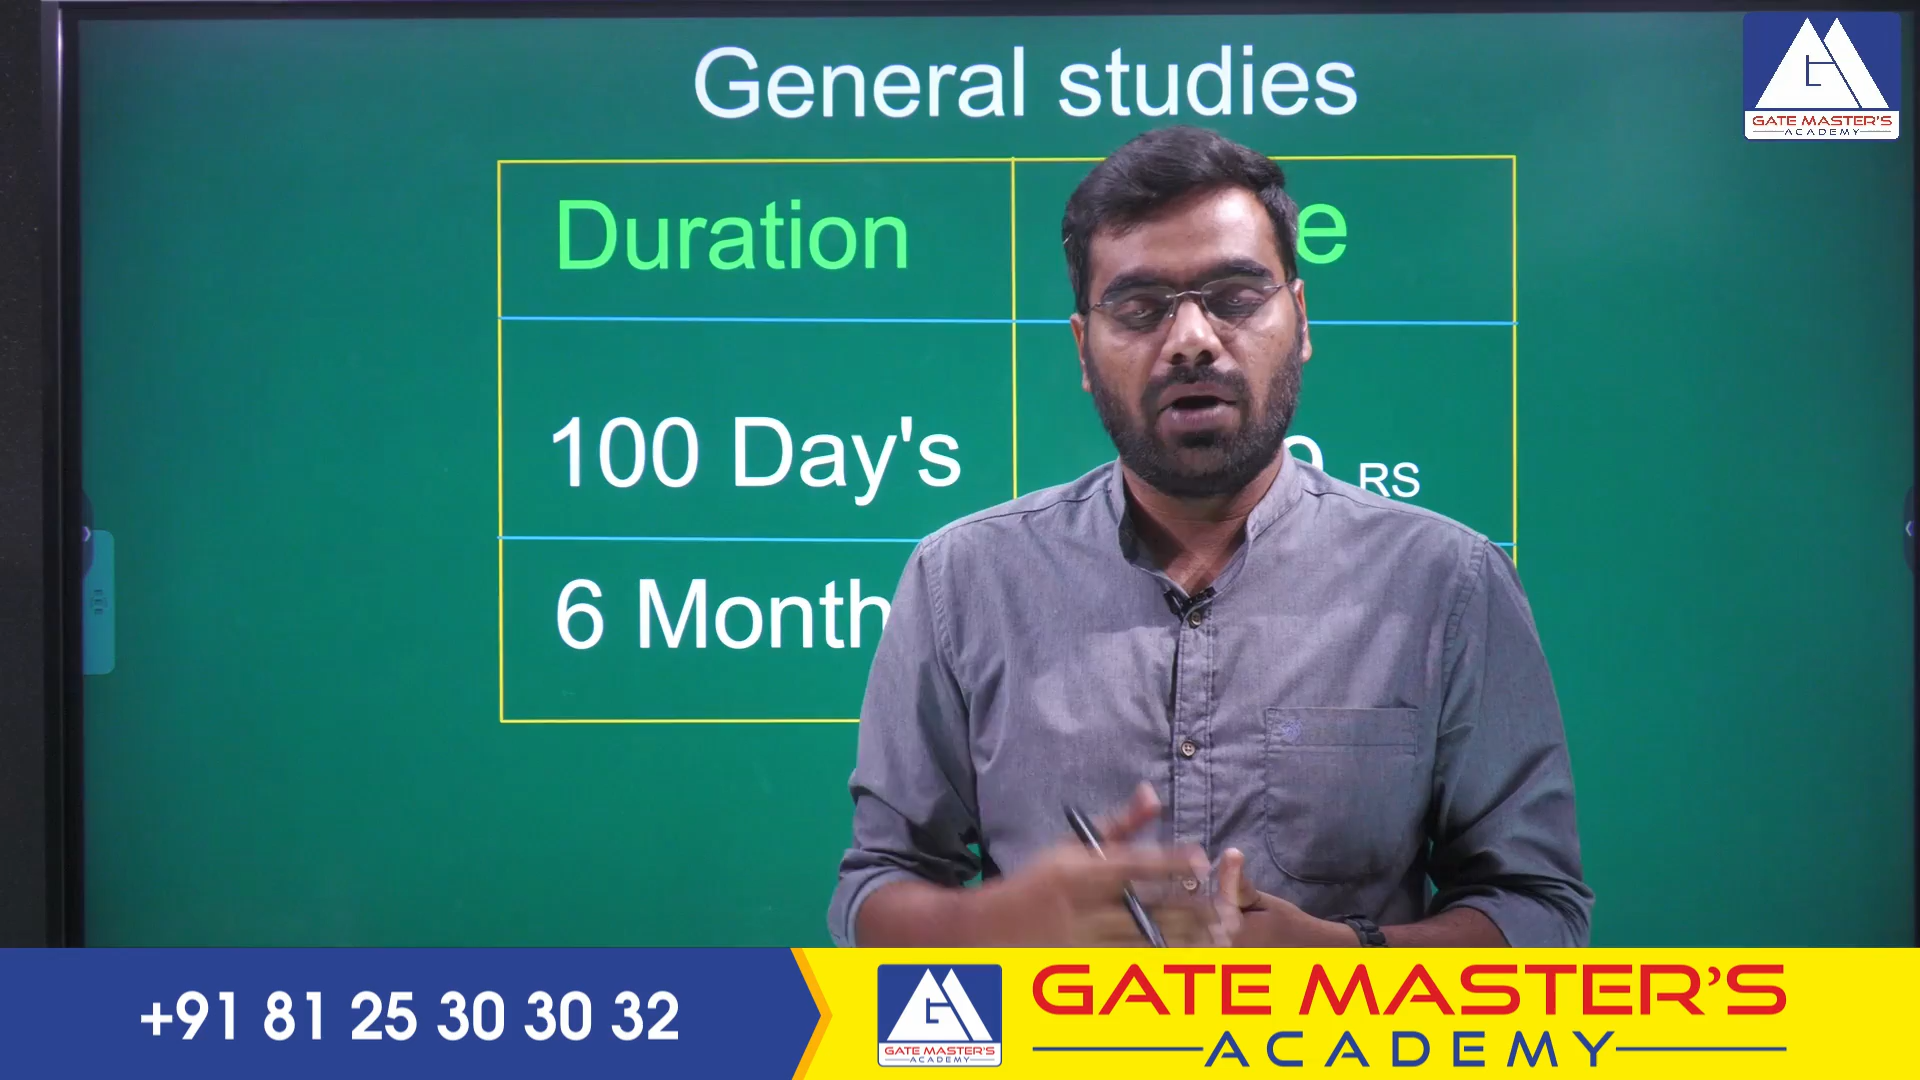 General studies
GATE MASTER'S
ACADEMY
Duration
100 Day's
RS
6 Month
+91 81 25 30 30 32
GATE MASTER'S
ACADEMY
GATE MASTER'S
ACADEMY